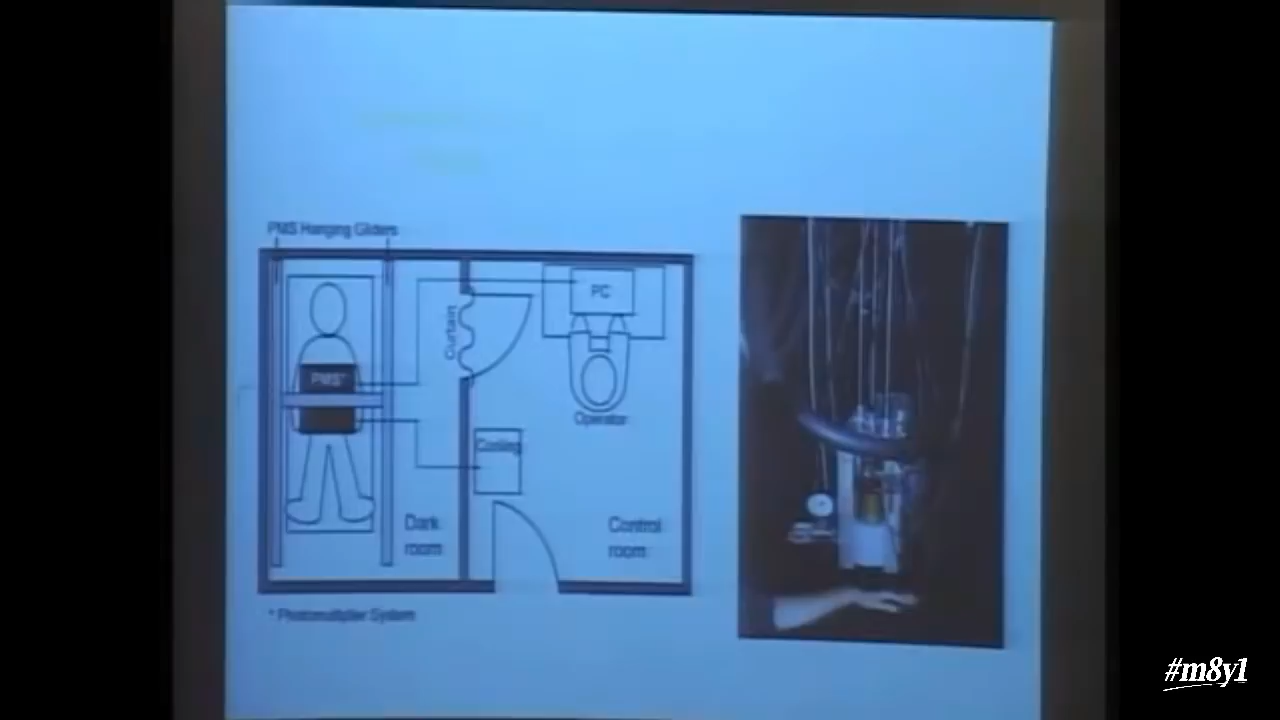 PMS Hanging Gliders
PC
Curtain
PMS*
Operator
Cooling
Dark
room
Control
room
* Photomultiplier System
#m8y1